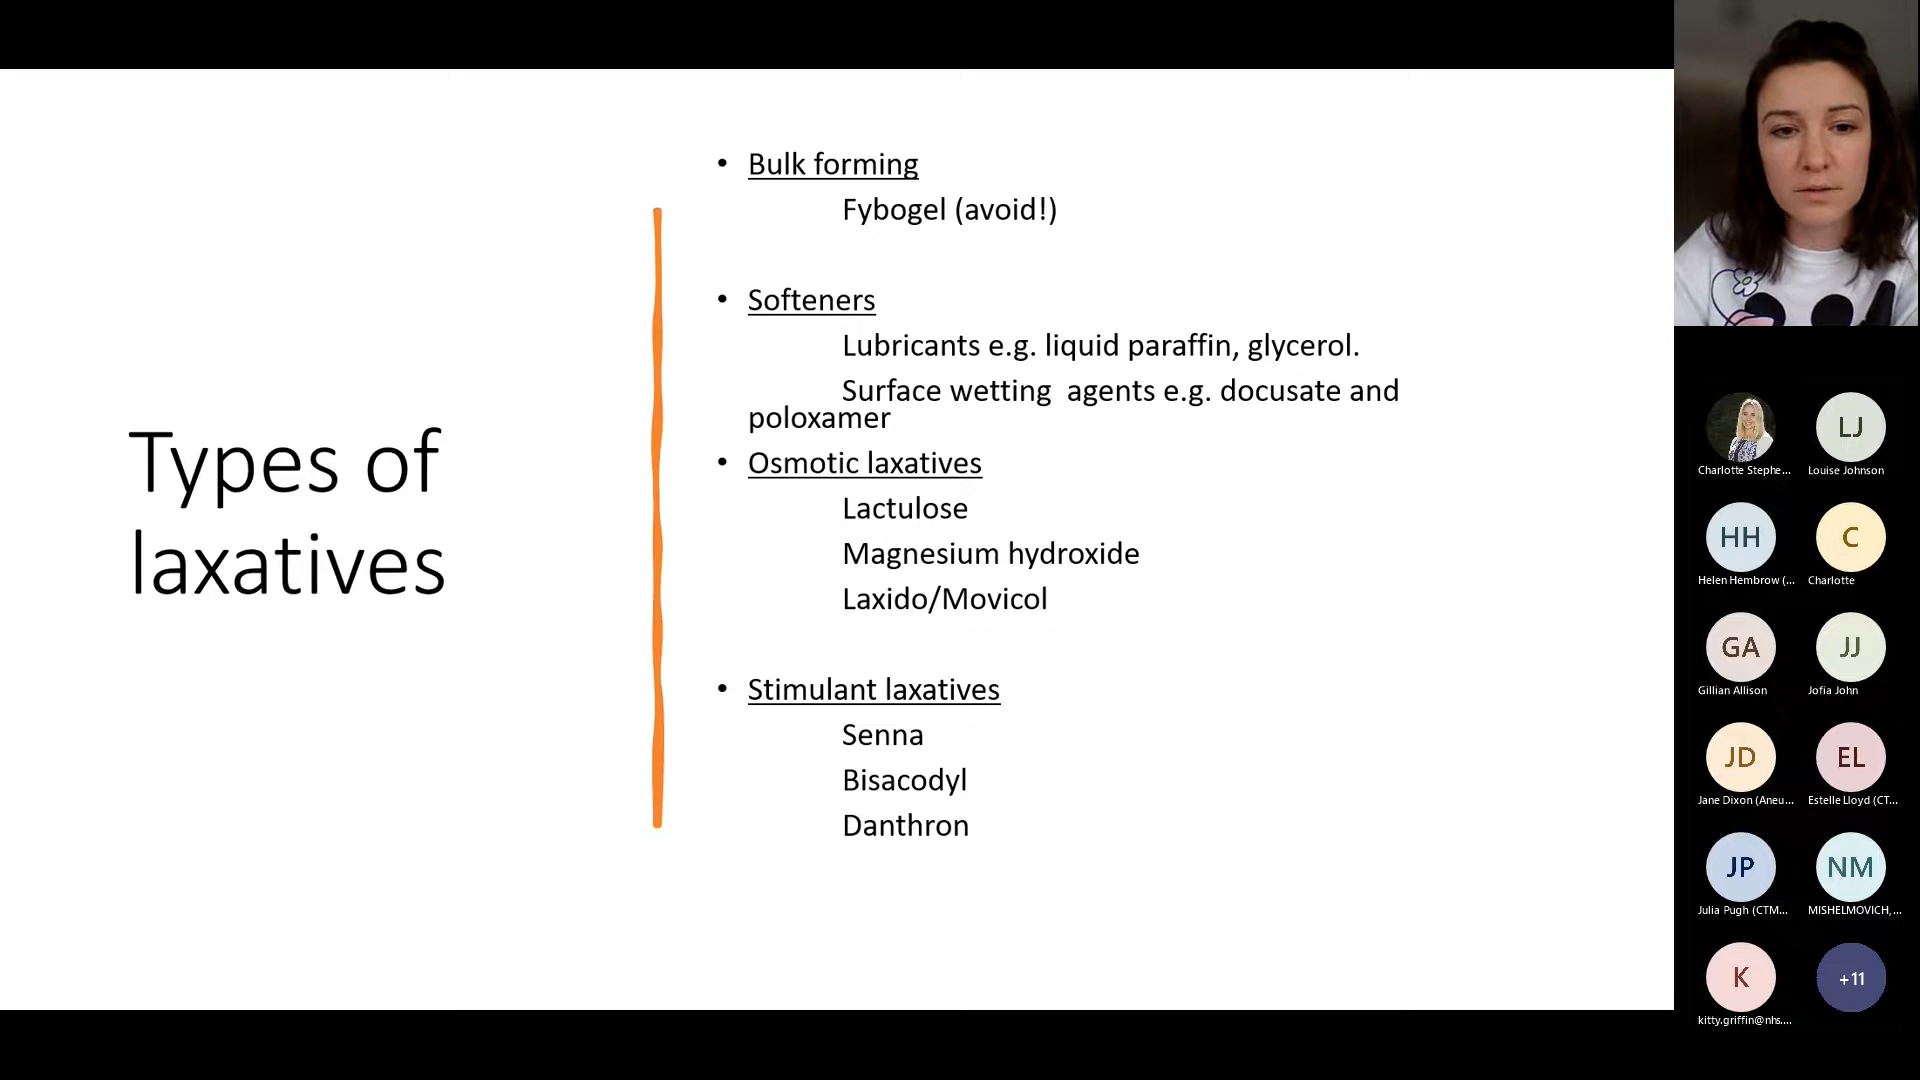 Types of
laxatives
• Bulk forming
Fybogel (avoid!)
• Softeners
Lubricants e.g. liquid paraffin, glycerol.
Surface wetting  agents e.g. docusate and
poloxamer
• Osmotic laxatives
Lactulose
Magnesium hydroxide
Laxido/Movicol
• Stimulant laxatives
Senna
Bisacodyl
Danthron
LJ
Charlotte Stephe...
Louise Johnson
HH
C
Helen Hembrow (...
Charlotte
GA
JJ
Gillian Allison
Jofia John
JD
EL
Jane Dixon (Aneu...
Estelle Lloyd (CT...
JP
NM
Julia Pugh (CTM...
MISHELMOVICH,...
K
+11
kitty.griffin@nhs....